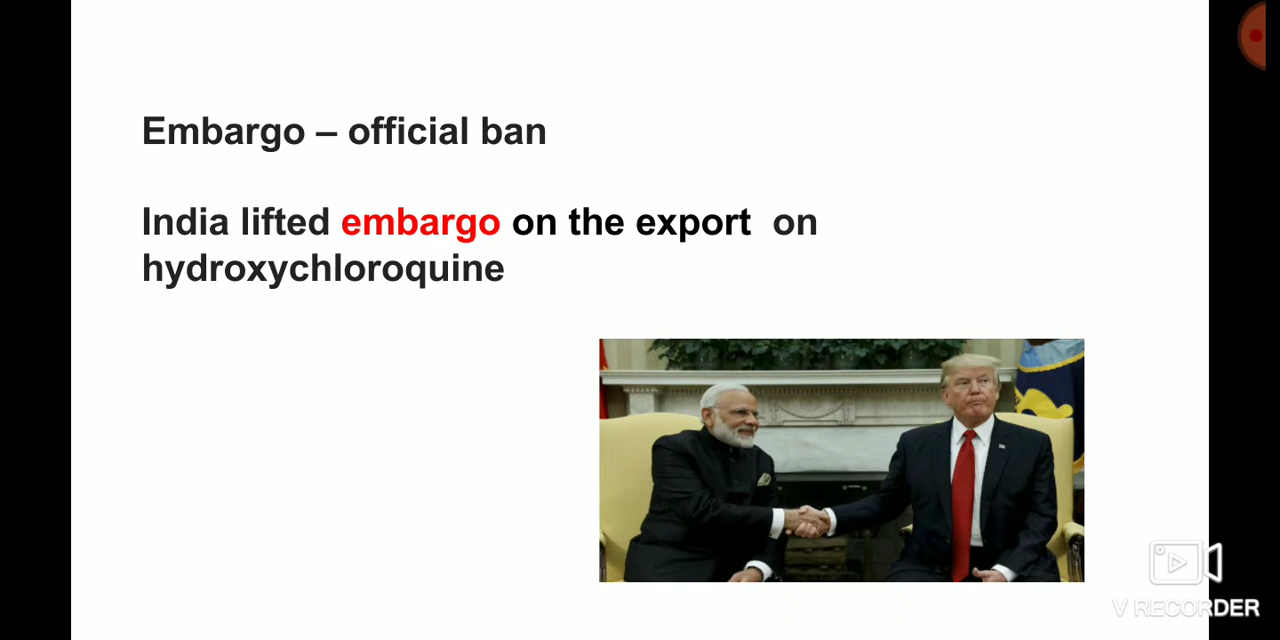 Embargo – official ban
India lifted embargo on the export on
hydroxychloroquine
V RECORDER